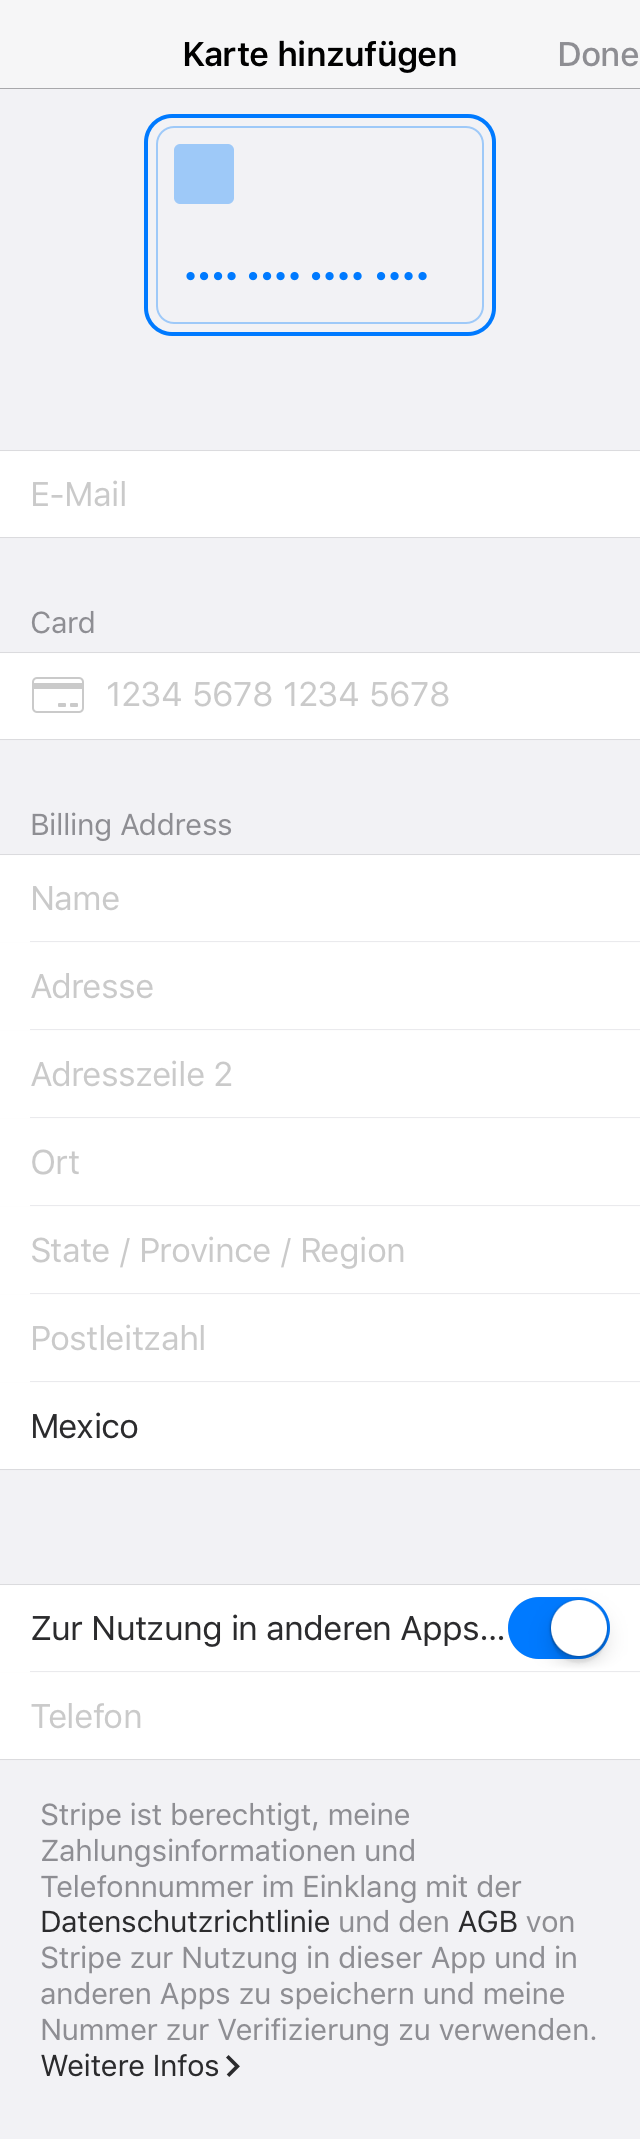 Karte hinzufügen
Done
•••• •••• •••• ••••
E-Mail
Card
1234 5678 1234 5678
Billing Address
Name
Adresse
Adresszeile 2
Ort
State / Province / Region
Postleitzahl
Mexico
Zur Nutzung in anderen Apps...
Telefon
Stripe ist berechtigt, meine
Zahlungsinformationen und
Telefonnummer im Einklang mit der
Datenschutzrichtlinie und den AGB von
Stripe zur Nutzung in dieser App und in
anderen Apps zu speichern und meine
Nummer zur Verifizierung zu verwenden.
Weitere Infos